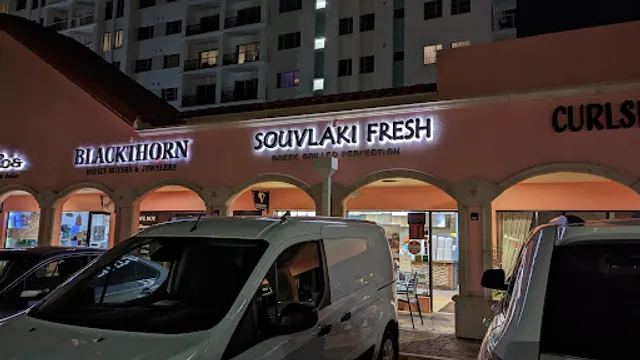 BLACKTHORN
ESTATE BUYERS & JEWELERS
SOUVLAKI FRESH
GREEK GRILLED PERFECTION
CURLS